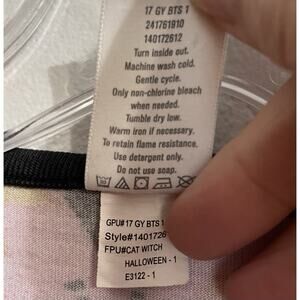 17 GY BTS 1
241761910
140172612
Turn inside out.
Machine wash cold.
Gentle cycle.
Only non-chlorine bleach
when needed.
Tumble dry low.
Warm iron if necessary.
To retain flame resistance.
Use detergent only.
Do not use soap.
GPU#17 GY BTS 1
Style#1401726
FPU#CAT WITCH
HALLOWEEN - 1
E3122 - 1